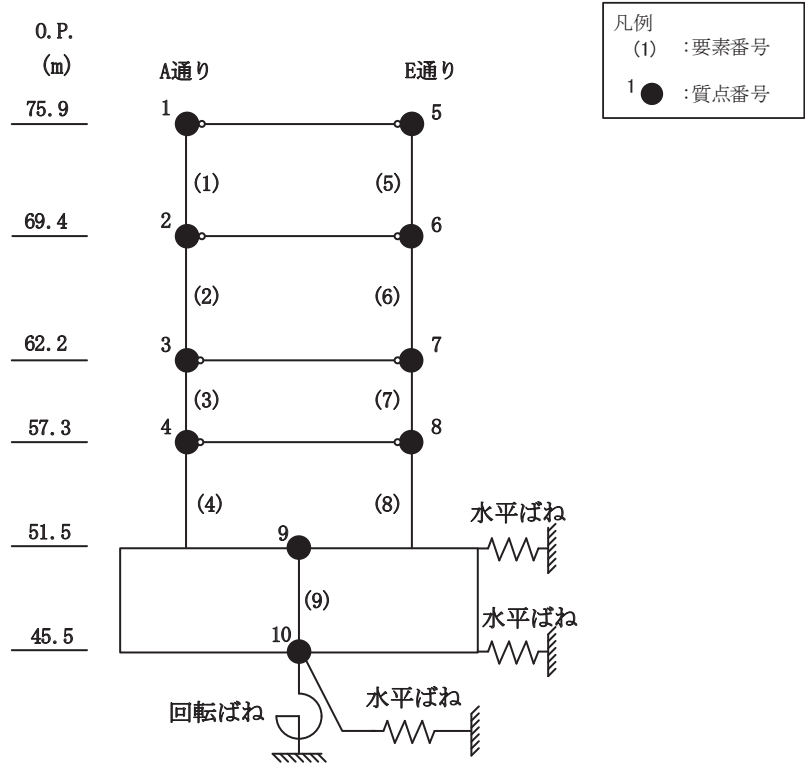 O.P.
(m)
A通り
E通り
凡例
(1) :要素番号
1 :質点番号
75.9
1
5
(1)
(5)
69.4
2
6
(2)
(6)
62.2
3
7
(3)
(7)
57.3
4
8
(4)
(8)
水平ばね
51.5
9
(9)
水平ばね
45.5
10
回転ばね
水平ばね